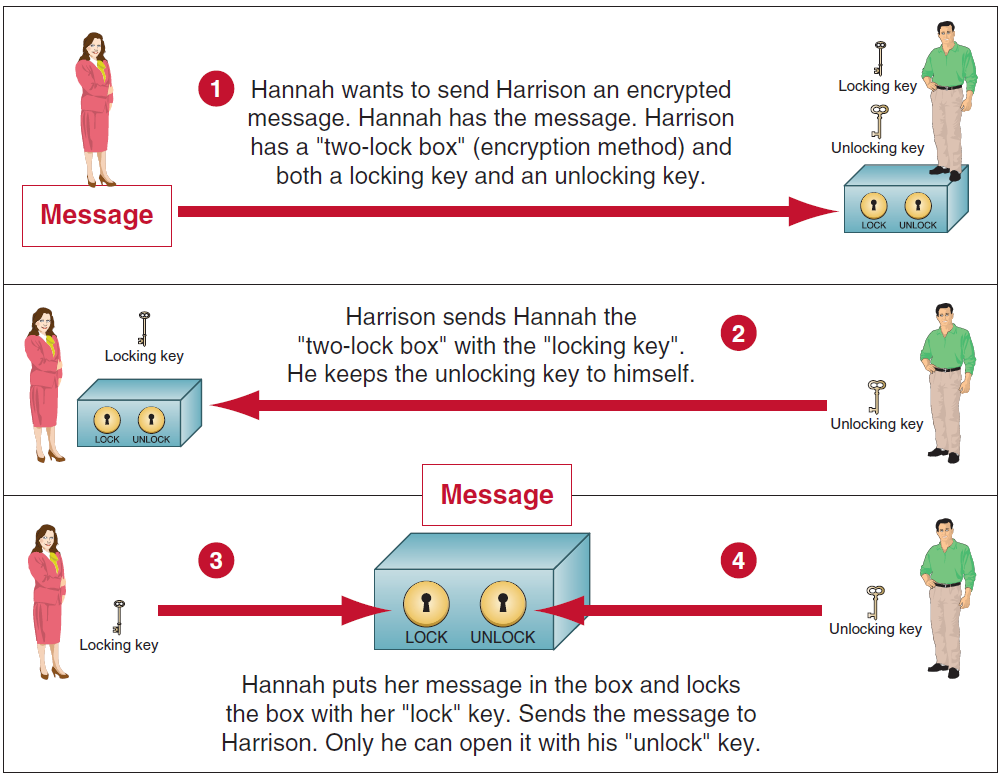 1
Hannah wants to send Harrison an encrypted
message. Hannah has the message. Harrison
has a "two-lock box" (encryption method) and
both a locking key and an unlocking key.
Locking key
Unlocking key
Message
LOCK UNLOCK
Locking key
Harrison sends Hannah the
"two-lock box" with the "locking key".
He keeps the unlocking key to himself.
2
LOCK UNLOCK
Unlocking key
Message
3
4
Locking key
LOCK UNLOCK
Unlocking key
Hannah puts her message in the box and locks
the box with her "lock" key. Sends the message to
Harrison. Only he can open it with his "unlock" key.